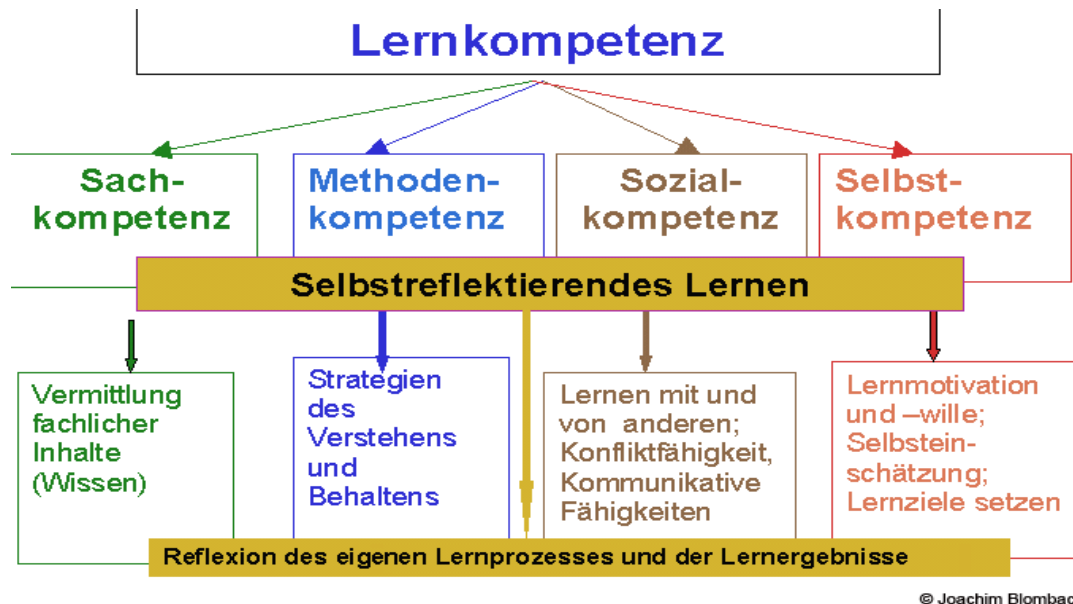 Lernkompetenz
Sach-
kompetenz
Methoden-
kompetenz
Sozial-
kompetenz
Selbst-
kompetenz
Selbstreflektierendes Lernen
Vermittlung
fachlicher
Inhalte
(Wissen)
Strategien
des
Verstehens
und
Behaltens
Lernen mit und
von anderen;
Konfliktfähigkeit,
Kommunikative
Fähigkeiten
Lernmotivation
und –wille;
Selbstein-
schätzung;
Lernziele setzen
Reflexion des eigenen Lernprozesses und der Lernergebnisse
© Joachim Blombac